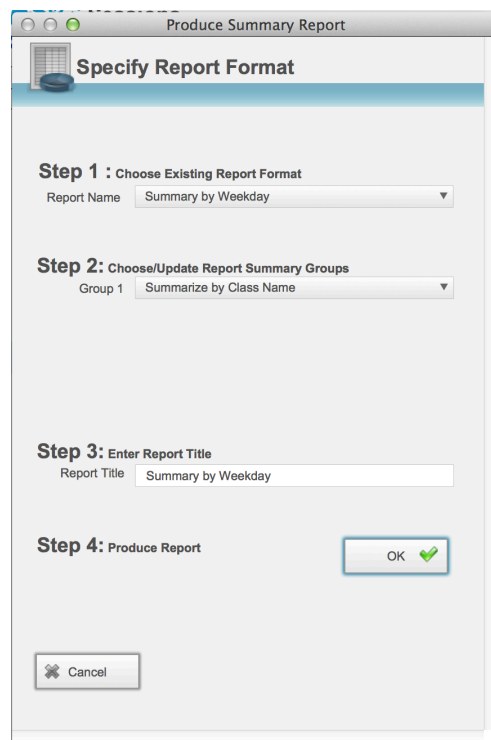 Produce Summary Report
Specify Report Format
Step 1 : Choose Existing Report Format
Report Name Summary by Weekday
Step 2: Choose/Update Report Summary Groups
Group 1 Summarize by Class Name
Step 3: Enter Report Title
Report Title Summary by Weekday
Step 4: Produce Report
OK
Cancel